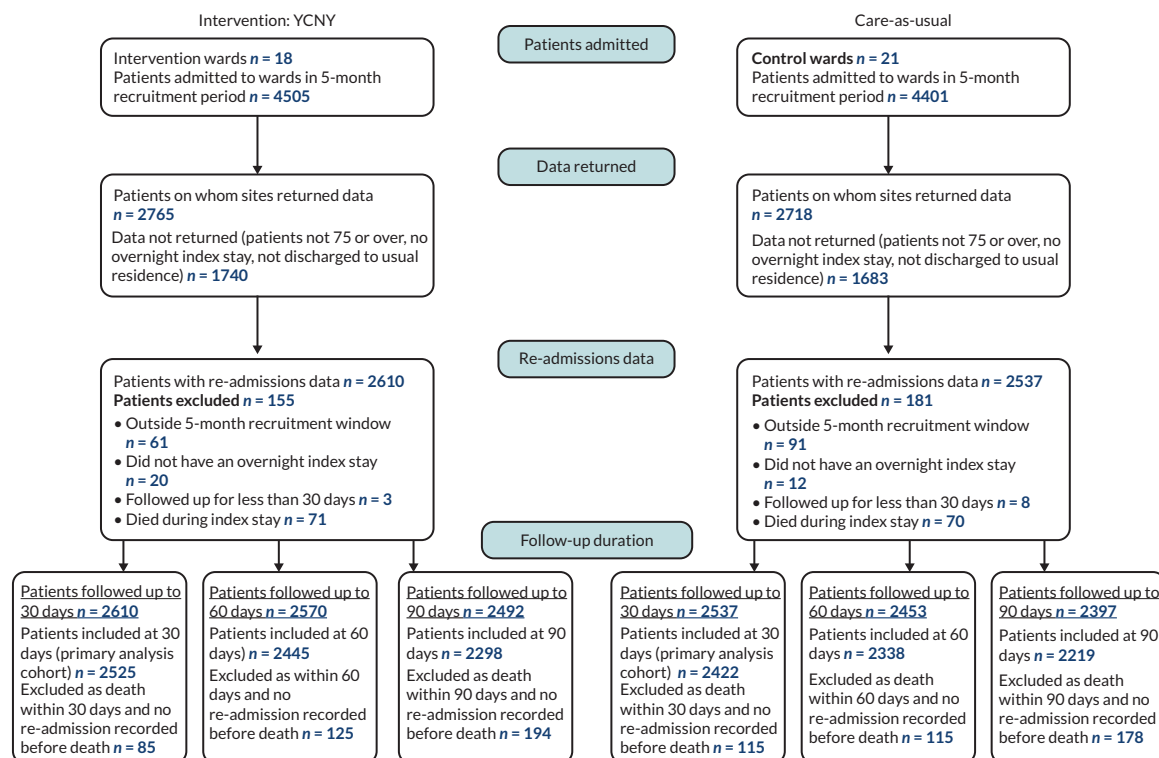 Intervention: YCNY
Patients admitted
Care-as-usual
Intervention wards n = 18
Patients admitted to wards in 5-month
recruitment period n = 4505
Control wards n = 21
Patients admitted to wards in 5-month
recruitment period n = 4401
Data returned
Patients on whom sites returned data
n = 2765
Data not returned (patients not 75 or over, no
overnight index stay, not discharged to usual
residence) n = 1740
Patients on whom sites returned data
n = 2718
Data not returned (patients not 75 or over, no
overnight index stay, not discharged to usual
residence) n = 1683
Re-admissions data
Patients with re-admissions data n = 2610
Patients excluded n = 155
• Outside 5-month recruitment window
n = 61
• Did not have an overnight index stay
n = 20
• Followed up for less than 30 days n = 3
• Died during index stay n = 71
Patients with re-admissions data n = 2537
Patients excluded n = 181
• Outside 5-month recruitment window
n = 91
• Did not have an overnight index stay
n = 12
• Followed up for less than 30 days n = 8
• Died during index stay n = 70
Follow-up duration
Patients followed up to
30 days n = 2610
Patients included at 30
days (primary analysis
cohort) n = 2525
Excluded as death
within 30 days and no
re-admission recorded
before death n = 85
Patients followed up to
60 days n = 2570
Patients included at 60
days) n = 2445
Excluded as within 60
days and no
re-admission recorded
before death n = 125
Patients followed up to
90 days n = 2492
Patients included at 90
days n = 2298
Excluded as death
within 90 days and no
re-admission recorded
before death n = 194
Patients followed up to
30 days n = 2537
Patients included at 30
days (primary analysis
cohort) n = 2422
Excluded as death
within 30 days and no
re-admission recorded
before death n = 115
Patients followed up to
60 days n = 2453
Patients included at 60
days n = 2338
Excluded as death
within 60 days and no
re-admission recorded
before death n = 115
Patients followed up to
90 days n = 2397
Patients included at 90
days n = 2219
Excluded as death
within 90 days and no
re-admission recorded
before death n = 178